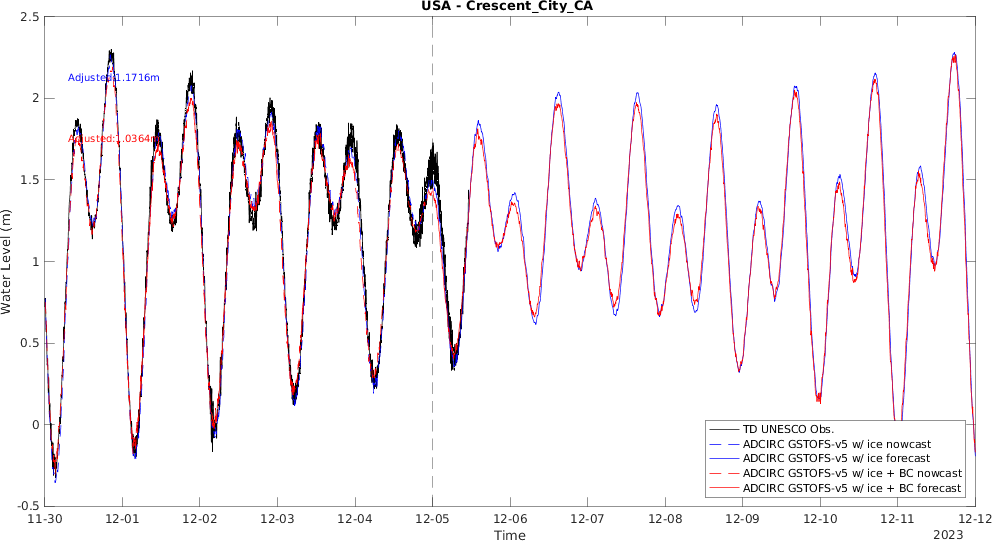 USA - Crescent_City_CA
2.5
2
1.5
1
0.5
0
-0.5
Water Level (m)
Adjusted:1.1716m
Adjusted:1.0364m
TD UNESCO Obs.
ADCIRC GSTOFS-v5 w/ ice nowcast
ADCIRC GSTOFS-v5 w/ ice forecast
ADCIRC GSTOFS-v5 w/ ice + BC nowcast
ADCIRC GSTOFS-v5 w/ ice + BC forecast
11-30 12-01 12-02 12-03 12-04 12-05 12-06 12-07 12-08 12-09 12-10 12-11 12-12
Time
2023